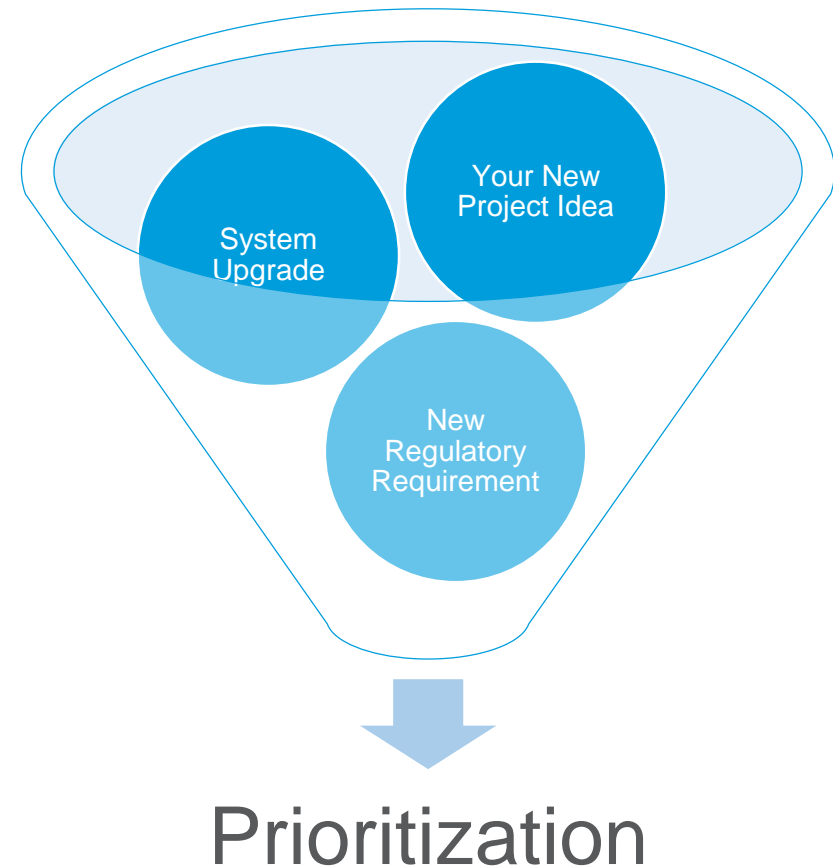 Your New
Project Idea
System
Upgrade
New
Regulatory
Requirement
Prioritization